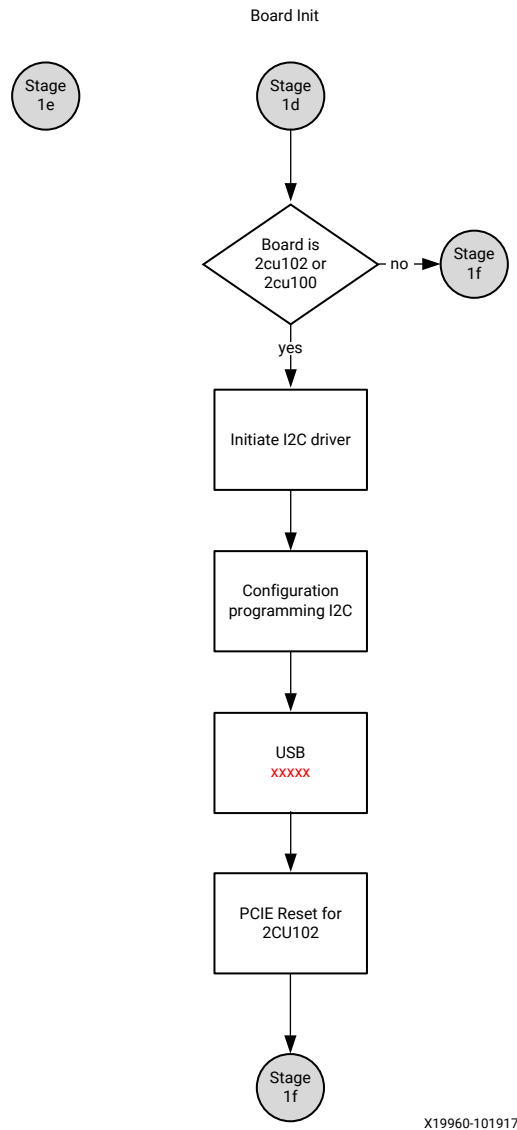 Board Init
Stage
1e
Stage
1d
Board is
2cu102 or
2cu100
no
Stage
1f
yes
Initiate I2C driver
Configuration
programming I2C
USB
xxxxx
PCIE Reset for
2CU102
Stage
1f
X19960-101917